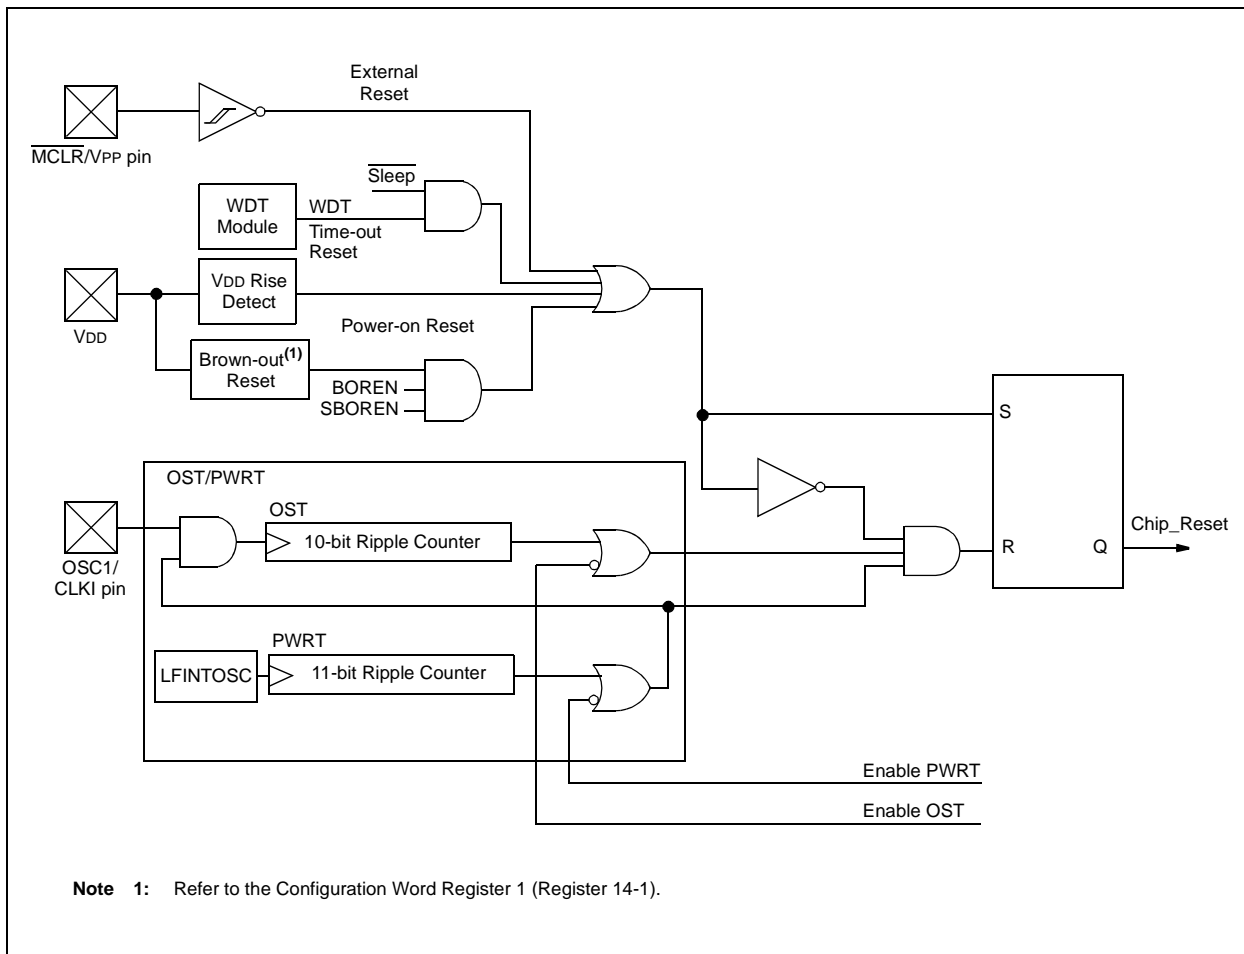 External
Reset
MCLR/VPP pin
Sleep
WDT
Module
WDT
Time-out
Reset
VDD Rise
Detect
VDD
Power-on Reset
Brown-out(1)
Reset
BOREN
SBOREN
S
OST/PWRT
OST
10-bit Ripple Counter
OSC1/
CLKI pin
Chip_Reset
R
Q
PWRT
LFINTOSC
11-bit Ripple Counter
Enable PWRT
Enable OST
Note 1: Refer to the Configuration Word Register 1 (Register 14-1).